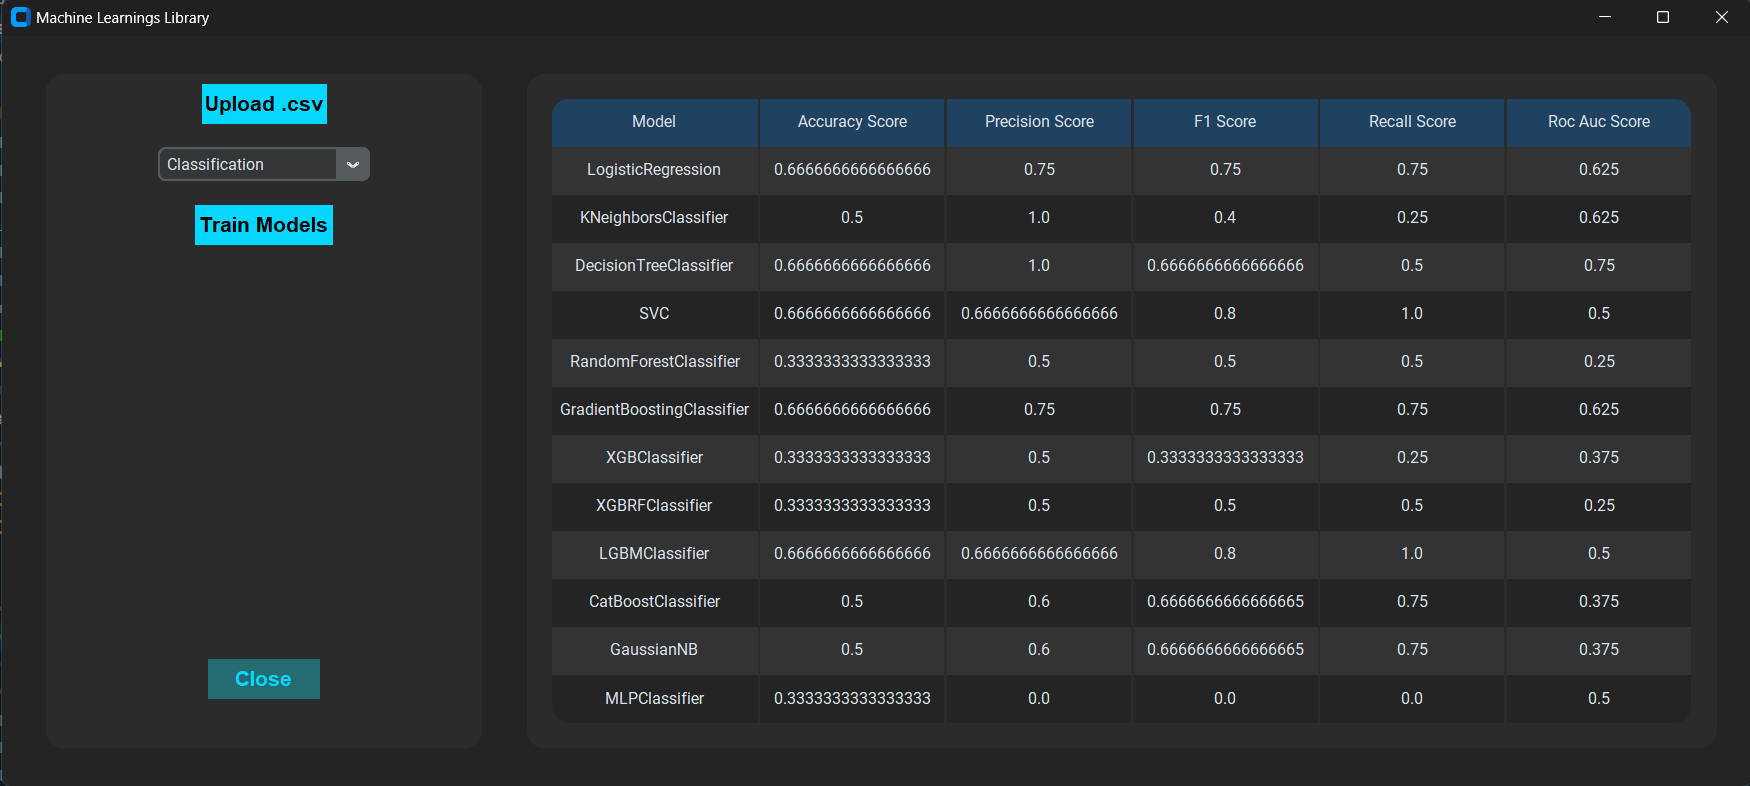 Machine Learnings Library
Upload .csv
Classification
Train Models
Close
Model Accuracy Score Precision Score F1 Score Recall Score Roc Auc Score
LogisticRegression 0.6666666666666666 0.75 0.75 0.75 0.625
KNeighborsClassifier 0.5 1.0 0.4 0.25 0.625
DecisionTreeClassifier 0.6666666666666666 1.0 0.6666666666666666 0.5 0.75
SVC 0.6666666666666666 0.6666666666666666 0.8 1.0 0.5
RandomForestClassifier 0.3333333333333333 0.5 0.5 0.5 0.25
GradientBoostingClassifier 0.6666666666666666 0.75 0.75 0.75 0.625
XGBClassifier 0.3333333333333333 0.5 0.3333333333333333 0.25 0.375
XGBRFClassifier 0.3333333333333333 0.5 0.5 0.5 0.25
LGBMClassifier 0.6666666666666666 0.6666666666666666 0.8 1.0 0.5
CatBoostClassifier 0.5 0.6 0.6666666666666665 0.75 0.375
GaussianNB 0.5 0.6 0.6666666666666665 0.75 0.375
MLPClassifier 0.3333333333333333 0.0 0.0 0.0 0.5